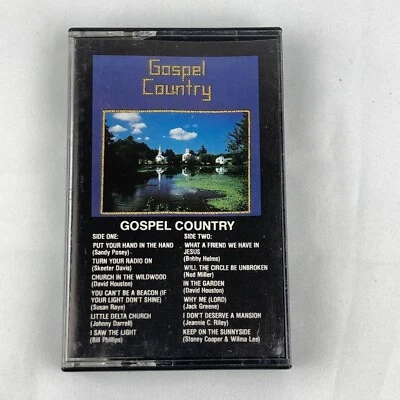 Gospel
Country
GOSPEL COUNTRY
SIDE ONE:
PUT YOUR HAND IN THE HAND
(Sandy Posey)
TURN YOUR RADIO ON
(Skeeter Davis)
CHURCH IN THE WILDWOOD
(David Houston)
YOU CAN'T BE A BEACON (IF
YOUR LIGHT DON'T SHINE)
(Susan Raye)
LITTLE DELTA CHURCH
(Johnny Darrell)
I SAW THE LIGHT
(Bill Phillips)
SIDE TWO:
WHAT A FRIEND WE HAVE IN
JESUS
(Bobby Helms)
WILL THE CIRCLE BE UNBROKEN
(Ned Miller)
IN THE GARDEN
(David Houston)
WHY ME (LORD)
(Jack Greene)
I DON'T DESERVE A MANSION
(Jeannie C. Riley)
KEEP ON THE SUNNYSIDE
(Stoney Cooper & Wilma Lee)